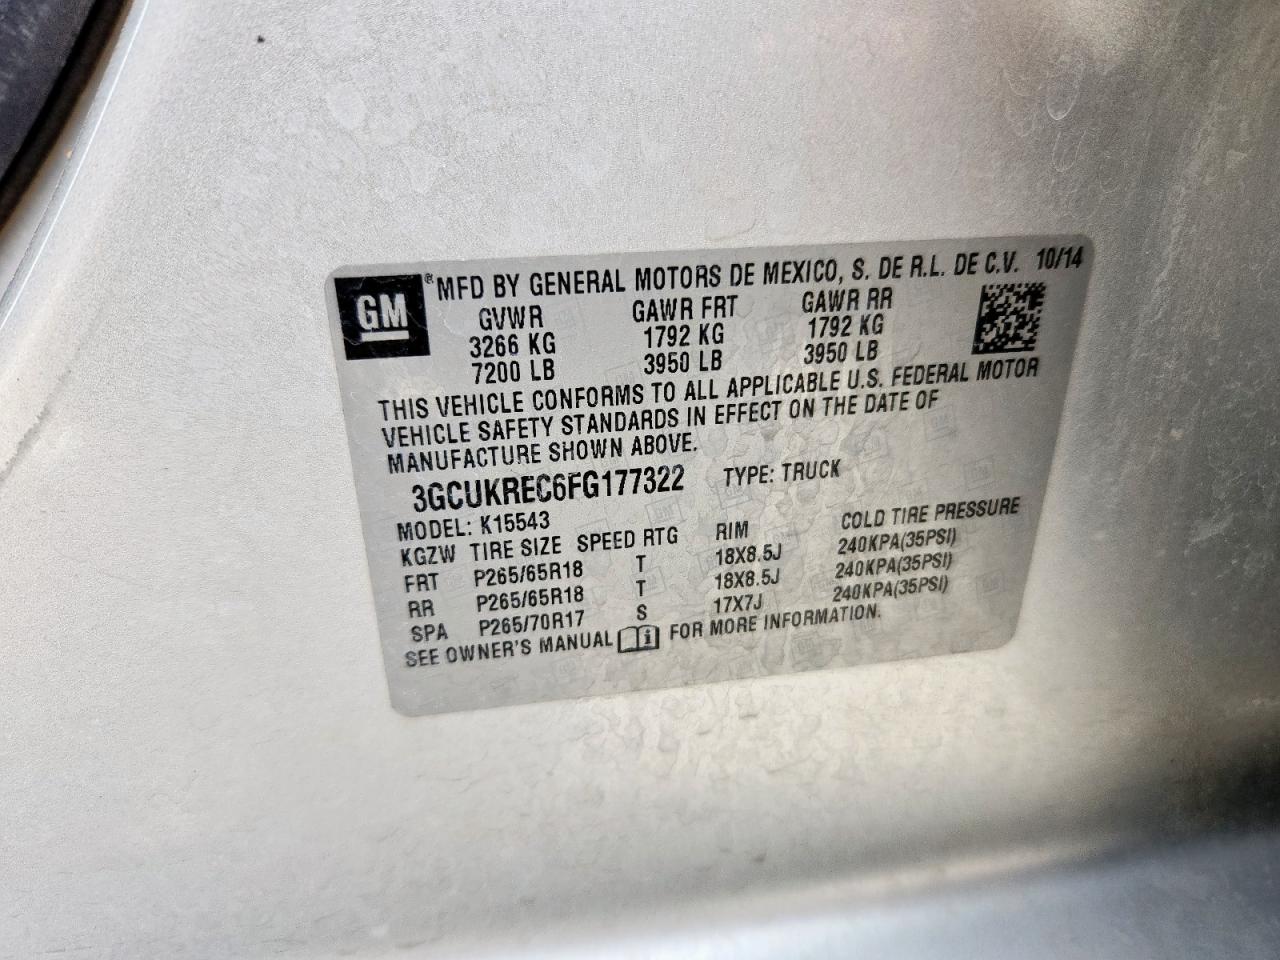 GM ® MFD BY GENERAL MOTORS DE MEXICO, S. DE R.L. DE C.V. 10/14
GVWR GAWR FRT GAWR RR
3266 KG 1792 KG 1792 KG
7200 LB 3950 LB 3950 LB
THIS VEHICLE CONFORMS TO ALL APPLICABLE U.S. FEDERAL MOTOR
VEHICLE SAFETY STANDARDS IN EFFECT ON THE DATE OF
MANUFACTURE SHOWN ABOVE.
3GCUKREC6FG177322 TYPE: TRUCK
MODEL: K15543
KGZW TIRE SIZE SPEED RTG RIM COLD TIRE PRESSURE
FRT P265/65R18 T 18X8.5J 240KPA(35PSI)
RR P265/65R18 T 18X8.5J 240KPA(35PSI)
SPA P265/70R17 S 17X7J 240KPA(35PSI)
SEE OWNER'S MANUAL FOR MORE INFORMATION.